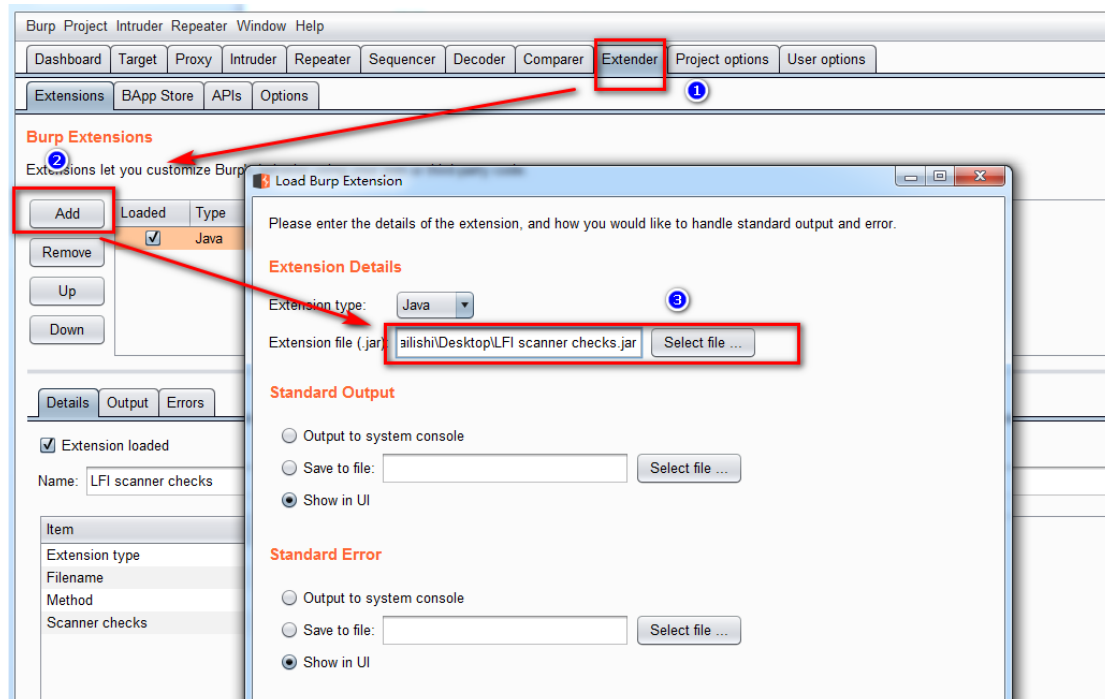 Burp Project Intruder Repeater Window Help
Dashboard Target Proxy Intruder Repeater Sequencer Decoder Comparer Extender Project options User options
1
Extensions BApp Store APIs Options
Burp Extensions
2
Extensions let you customize Burp's
Load Burp Extension
Add Loaded Type
Please enter the details of the extension, and how you would like to handle standard output and error.
Java
Remove
Extension Details
Up
Extension type: Java
3
Down
Extension file (.jar): ailishi\Desktop\LFI scanner checks.jar Select file ...
Standard Output
Details Output Errors
Output to system console
Extension loaded
Save to file: Select file ...
Name: LFI scanner checks
Show in UI
Item
Extension type
Standard Error
Filename
Method
Output to system console
Scanner checks
Save to file: Select file ...
Show in UI